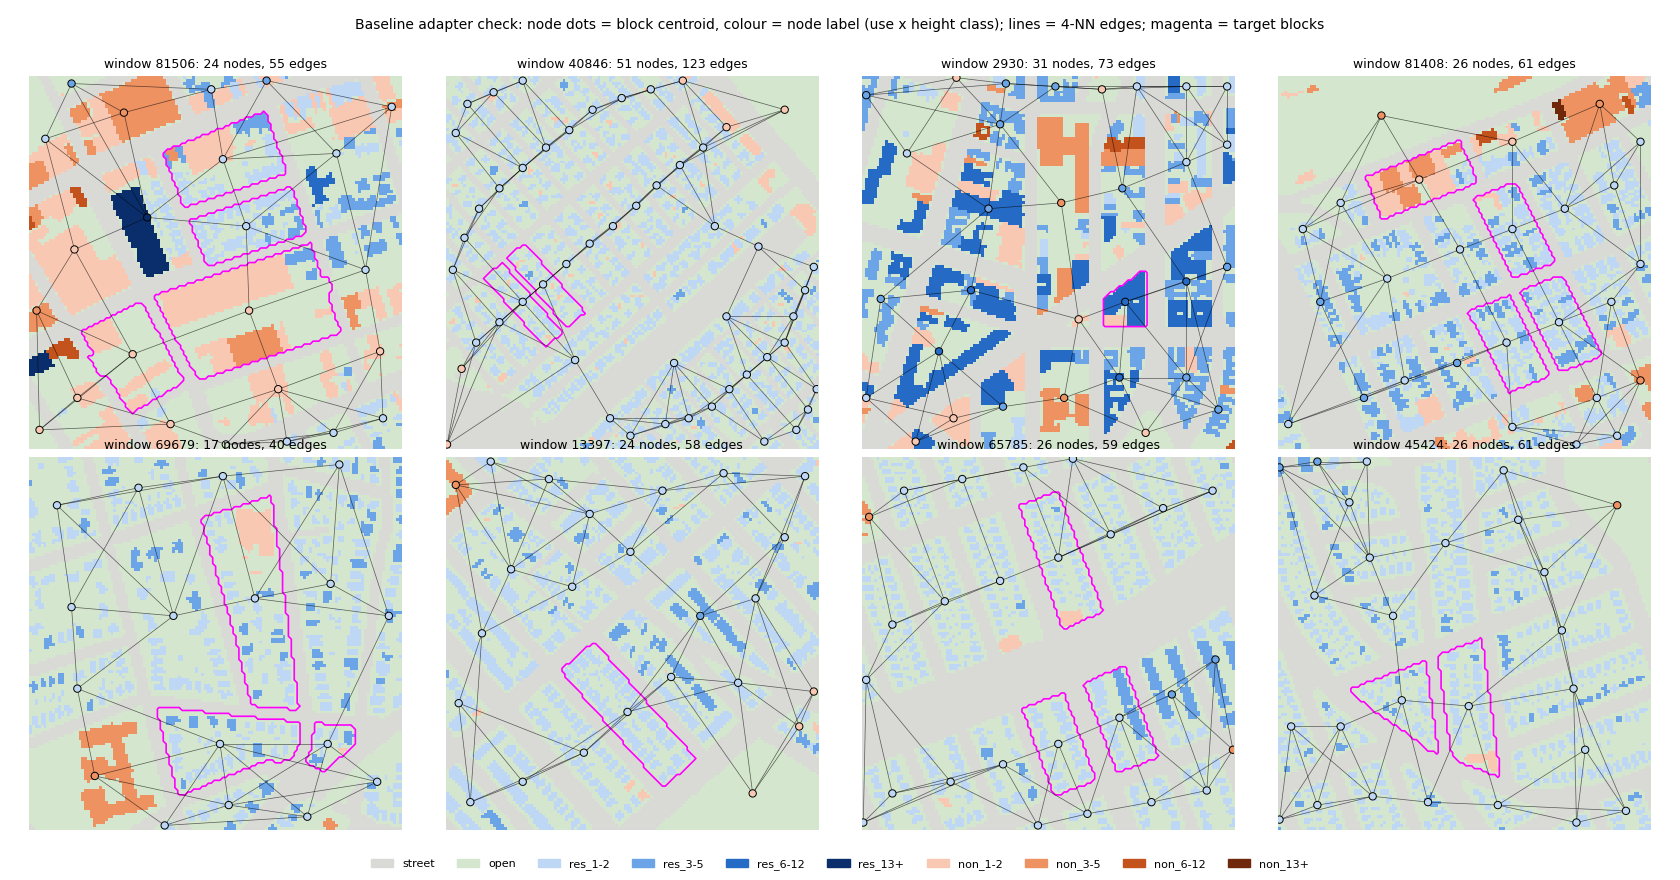 Baseline adapter check: node dots = block centroid, colour = node label (use x height class); lines = 4-NN edges; magenta = target blocks
window 81506: 24 nodes, 55 edges
window 40846: 51 nodes, 123 edges
window 2930: 31 nodes, 73 edges
window 81408: 26 nodes, 61 edges
window 69679: 17 nodes, 40 edges
window 13397: 24 nodes, 58 edges
window 65785: 26 nodes, 59 edges
window 45424: 26 nodes, 61 edges
street open res_1-2 res_3-5 res_6-12 res_13+ non_1-2 non_3-5 non_6-12 non_13+